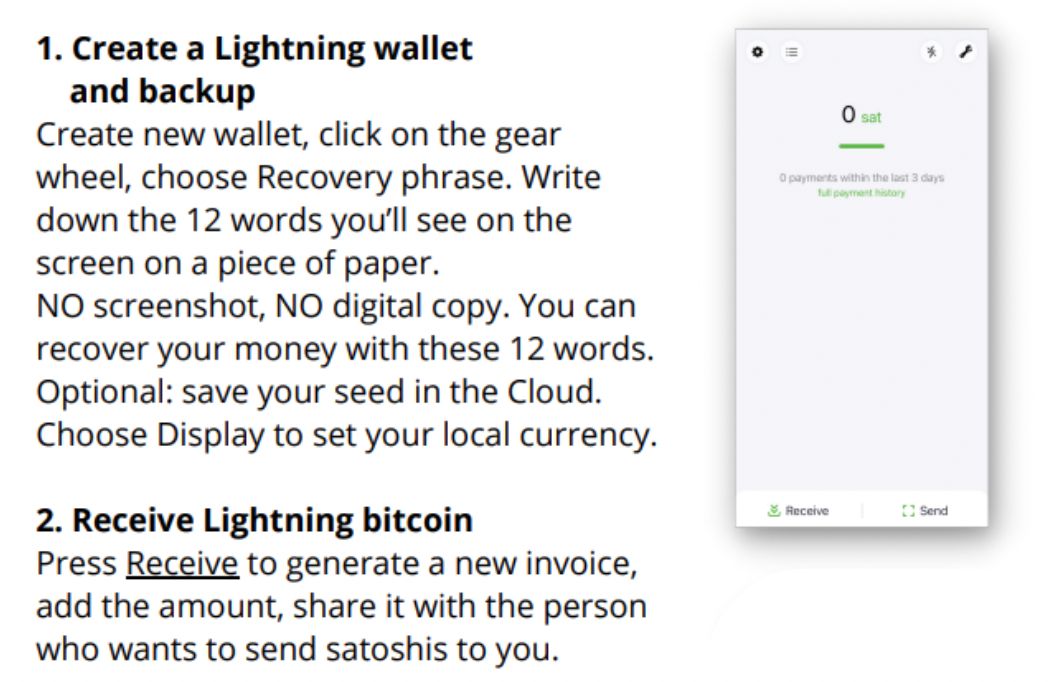 1. Create a Lightning wallet
and backup
Create new wallet, click on the gear
wheel, choose Recovery phrase. Write
down the 12 words you’ll see on the
screen on a piece of paper.
NO screenshot, NO digital copy. You can
recover your money with these 12 words.
Optional: save your seed in the Cloud.
Choose Display to set your local currency.
2. Receive Lightning bitcoin
Press Receive to generate a new invoice,
add the amount, share it with the person
who wants to send satoshis to you.
0 sat
0 payments within the last 3 days
full payment history
Receive
Send